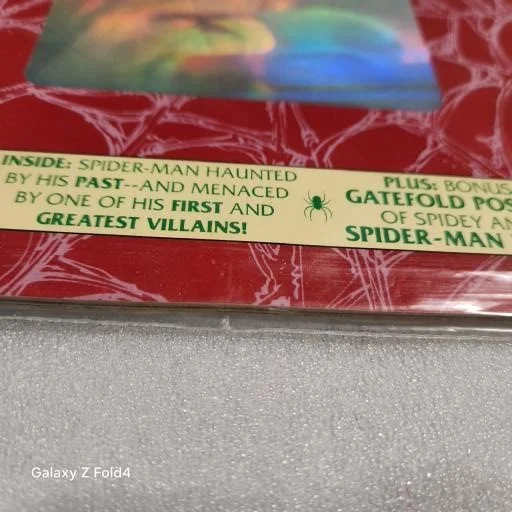 INSIDE: SPIDER-MAN HAUNTED
BY HIS PAST--AND MENACED
BY ONE OF HIS FIRST AND
GREATEST VILLAINS!
PLUS: BONUS
GATEFOLD POS
OF SPIDEY AN
SPIDER-MAN
Galaxy Z Fold4